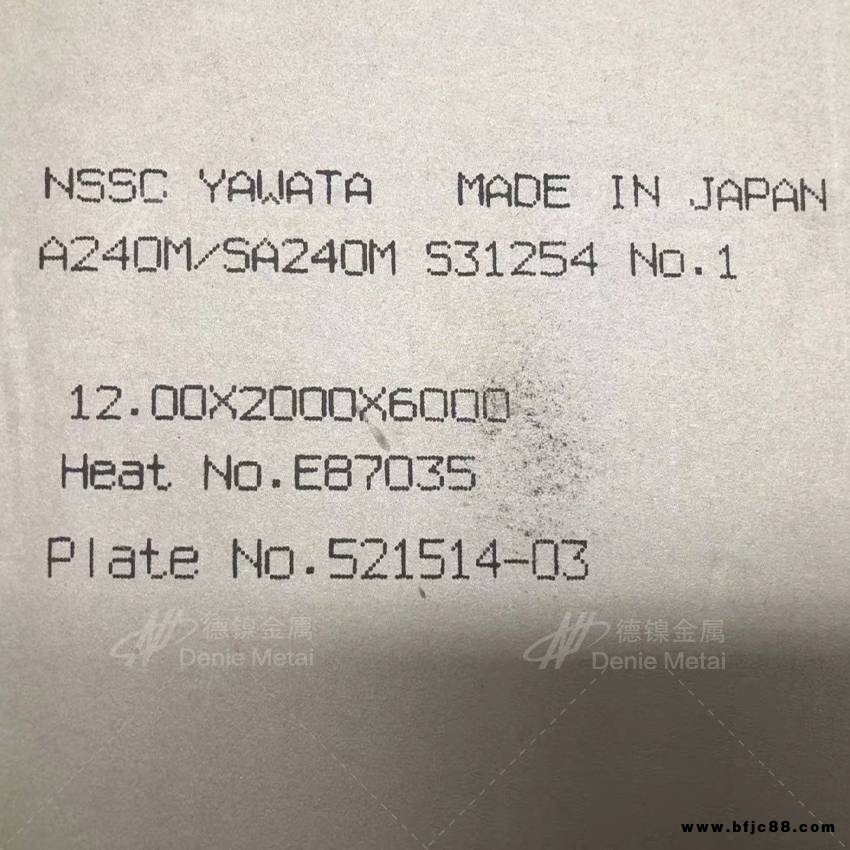 NSSC YAWATA MADE IN JAPAN
A240M/SA240M S31254 No.1
12.00X2000X6000
Heat No.E87035
Plate No.521514-03
德镍金属 德镍金属
Denie Metai Denie Metai
www.bfjc88.com